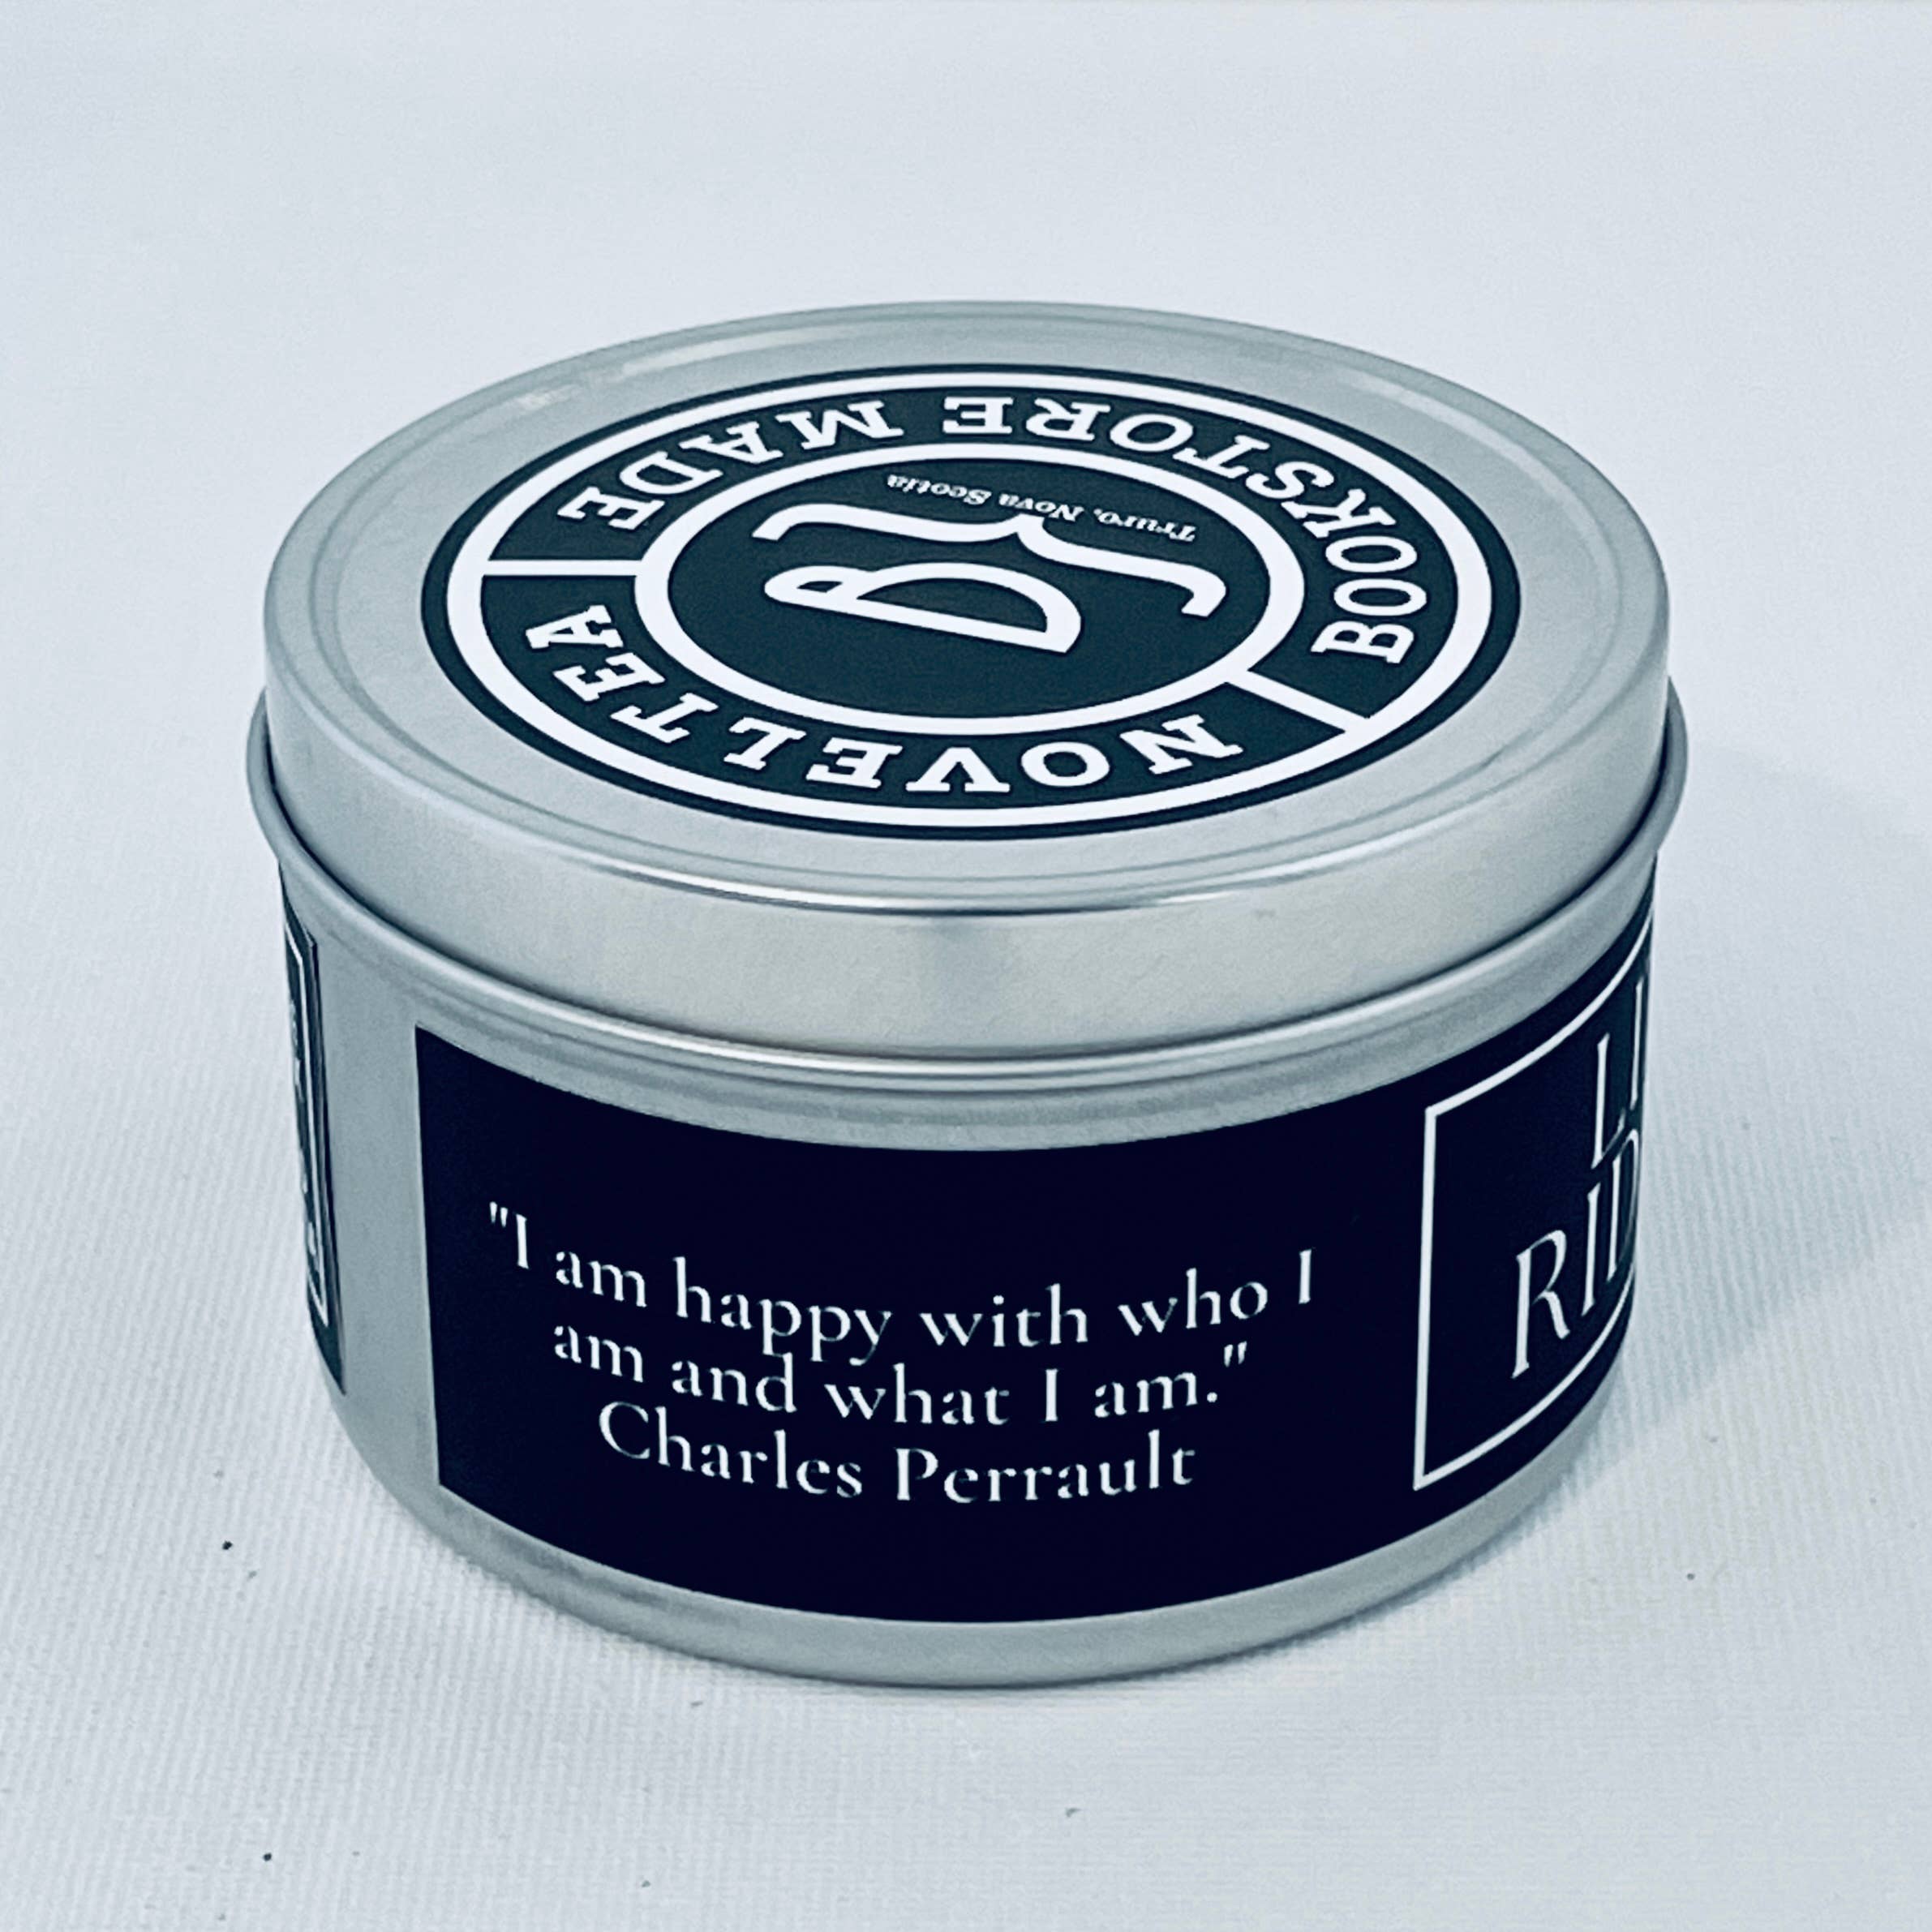 BOOKSTORE MADE
Truro, Nova Scotia
NOVELTEA
"I am happy with who I
am and what I am."
Charles Perrault